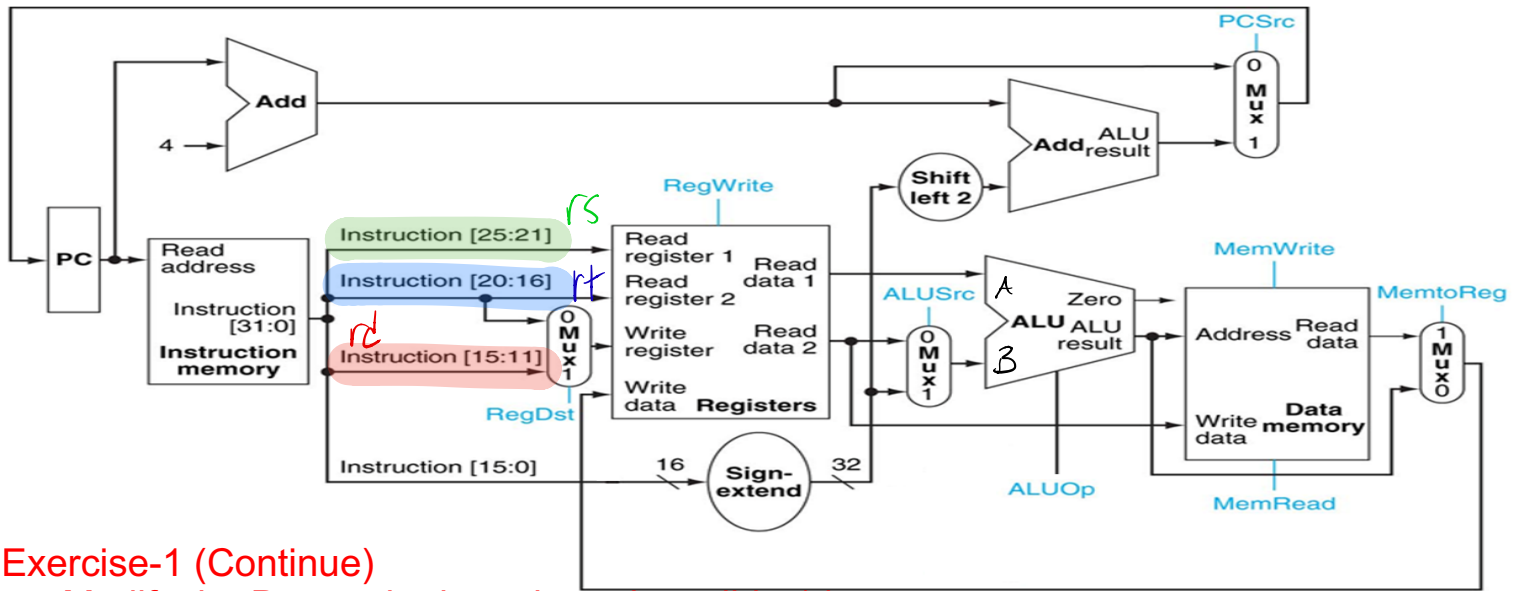 PCSrc
0
Mux
1
Add
4
Add ALU result
Shift left 2
RegWrite
rs
PC
Read address
Instruction [31:0]
Instruction memory
Instruction [25:21]
Instruction [20:16]
rt
rd
Instruction [15:11]
0
Mux
1
RegDst
Read register 1
Read register 2
Write register
Write data
Read data 1
Read data 2
Registers
Instruction [15:0]
16
Sign-extend
32
ALUSrc
0
Mux
1
A
B
Zero
ALU
ALU result
ALUOp
MemWrite
Address
Read data
Write data
Data memory
MemRead
MemtoReg
1
Mux
0
Exercise-1 (Continue)